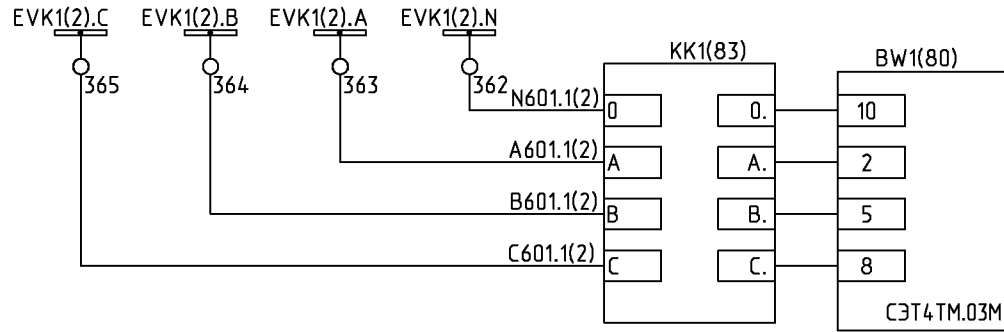 EVK1(2).C EVK1(2).B EVK1(2).A EVK1(2).N
KK1(83) BW1(80)
365 364 363 362
N601.1(2) 0 0. 10
A601.1(2) A A. 2
B601.1(2) B B. 5
C601.1(2) C C. 8
СЭТ4ТМ.03М